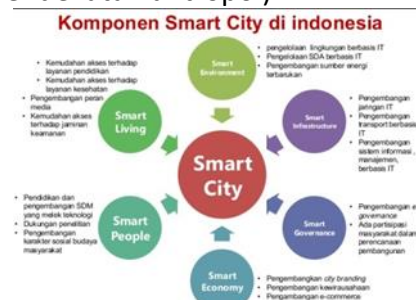 Komponen Smart City di indonesia
pengelolaan lingkungan berbasis IT
Pengelolaan SDA berbasis IT
Pengembangan sumber energi
terbarukan
Smart
Environment
Kemudahan akses terhadap
layanan pendidikan
Kemudahan akses terhadap
layanan kesehatan
Pengembangan peran
media
Kemudahan akses
terhadap jaminan
keamanan
Smart
Living
Smart
Infrastructure
Pengembangan
jaringan IT
Pengembangan
transport berbasis
IT
Pengembangan
sistem informasi,
manajemen,
berbasis IT
Smart
City
Pendidikan dan
pengembangan SDM
yang melek teknologi
Dukungan penelitian
Pengembangan
karakter sosial budaya
masyarakat
Smart
People
Smart
Governance
Pengembangan e
governance
Ada partisipasi
masyarakat dalam
perencanaan
pembangunan
Smart
Economy
Pengembangkan city branding
Pengembangan kewirausahaan
Pengambangan e-commerce